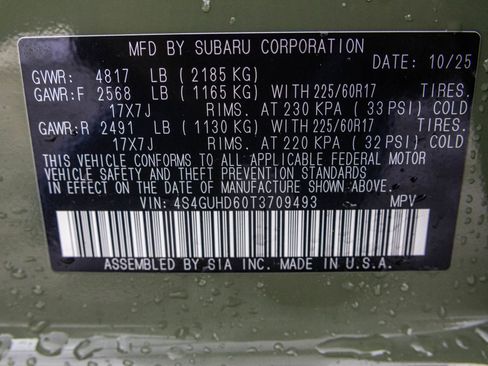 MFD BY SUBARU CORPORATION
DATE: 10/25
GVWR: 4817 LB (2185 KG)
GAWR:F 2568 LB (1165 KG) WITH 225/60R17 TIRES.
17X7J RIMS. AT 230 KPA (33 PSI) COLD
GAWR:R 2491 LB (1130 KG) WITH 225/60R17 TIRES.
17X7J RIMS. AT 220 KPA (32 PSI) COLD
THIS VEHICLE CONFORMS TO ALL APPLICABLE FEDERAL MOTOR
VEHICLE SAFETY AND THEFT PREVENTION STANDARDS
IN EFFECT ON THE DATE OF MANUFACTURE SHOWN ABOVE.
VIN: 4S4GUHD60T3709493 MPV
ASSEMBLED BY SIA INC. MADE IN U.S.A.